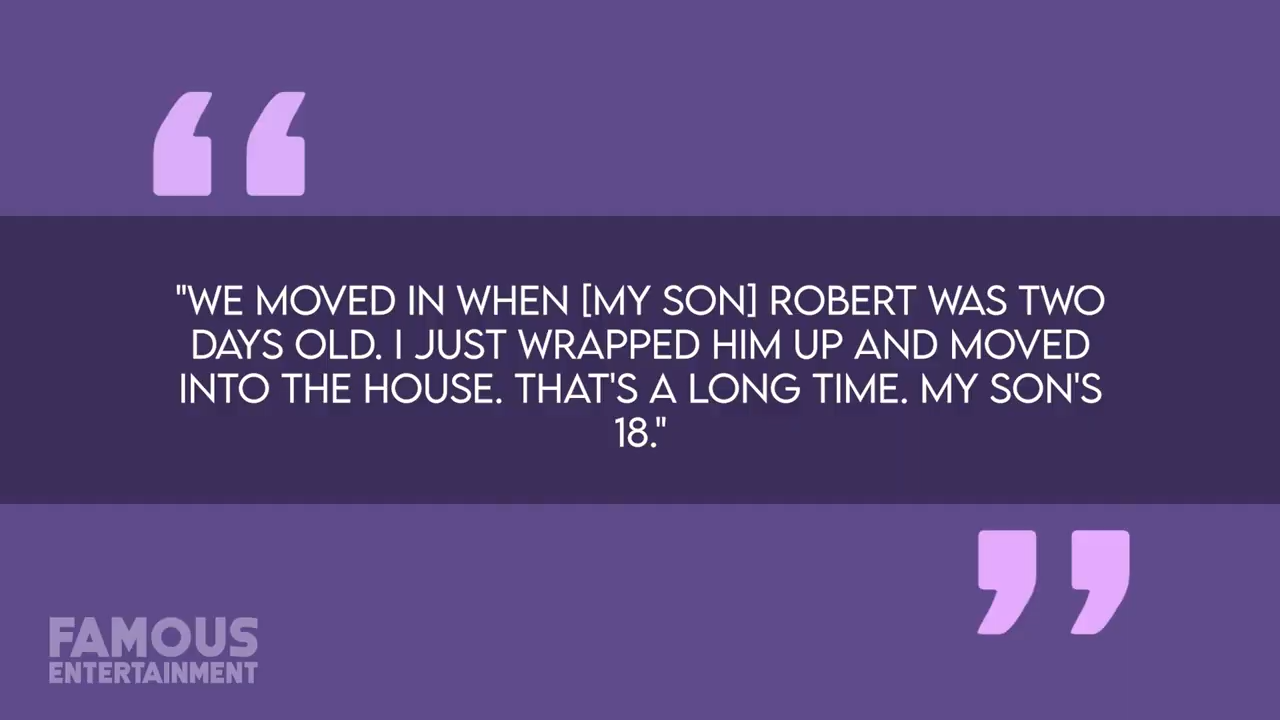 "WE MOVED IN WHEN [MY SON] ROBERT WAS TWO
DAYS OLD. I JUST WRAPPED HIM UP AND MOVED
INTO THE HOUSE. THAT'S A LONG TIME. MY SON'S
18."
FAMOUS
ENTERTAINMENT